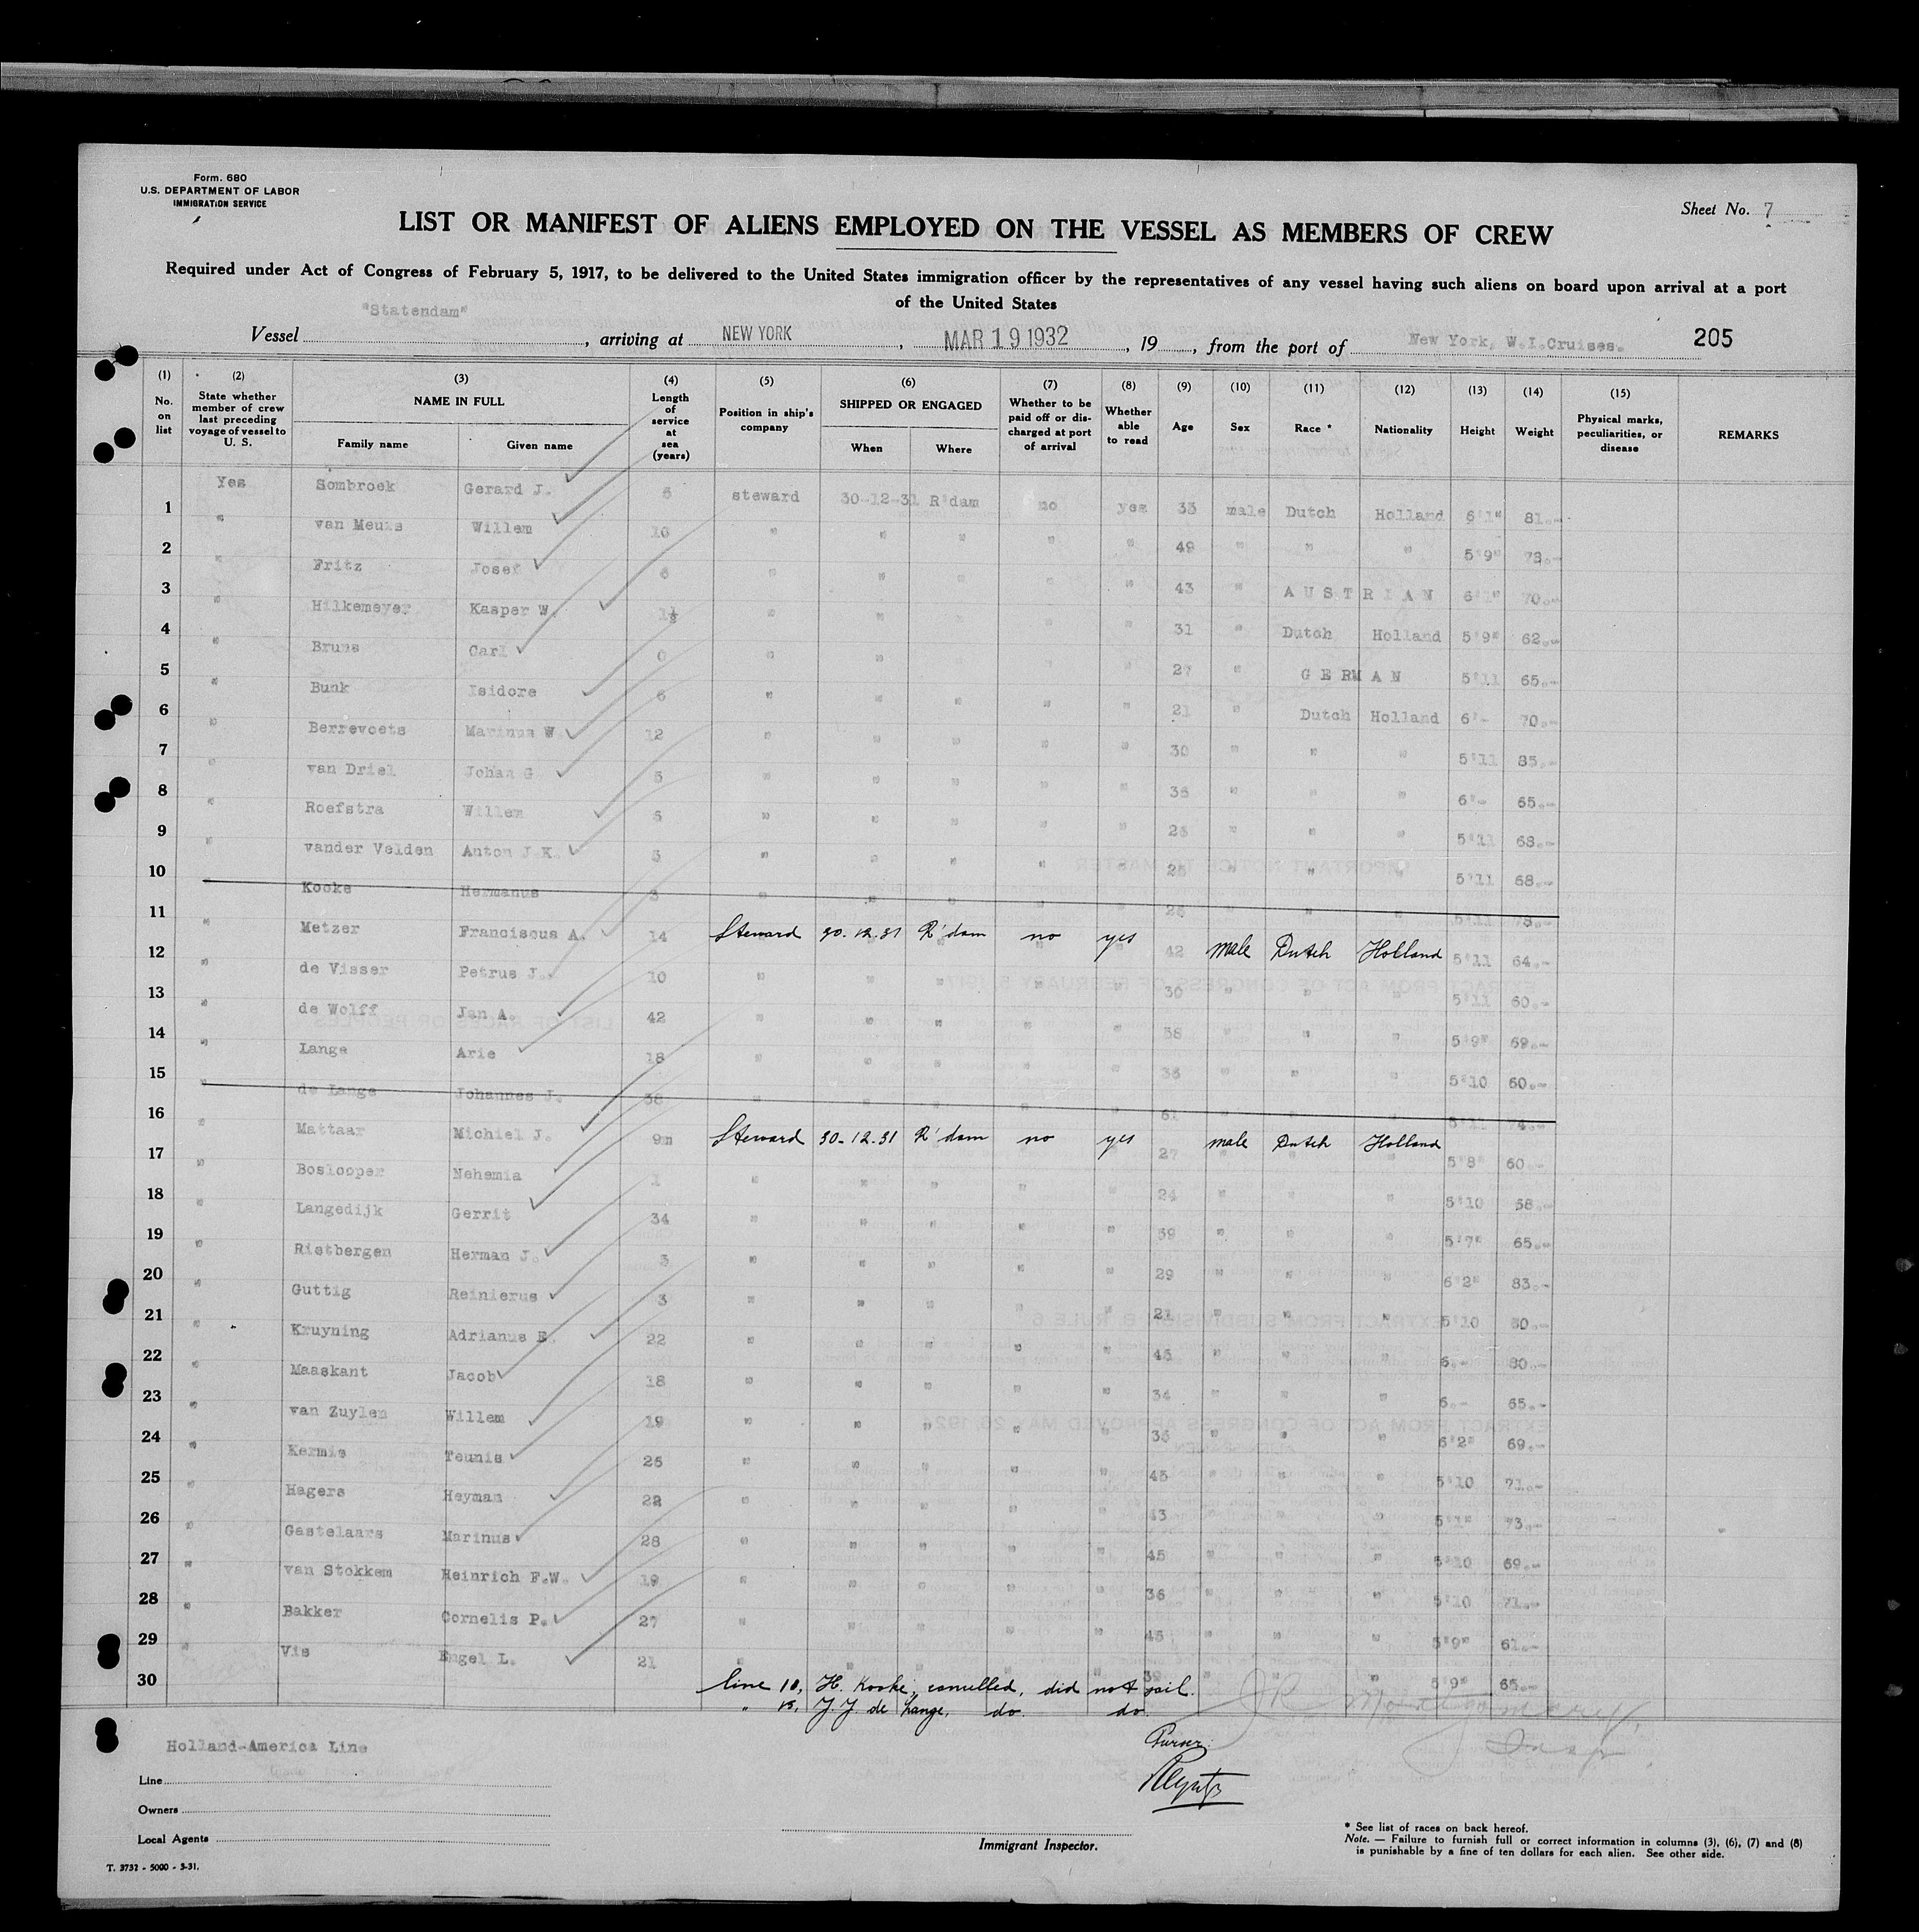 Form. 680
U.S. DEPARTMENT OF LABOR
IMMIGRATION SERVICE
Sheet No. 7
LIST OR MANIFEST OF ALIENS EMPLOYED ON THE VESSEL AS MEMBERS OF CREW
Required under Act of Congress of February 5, 1917, to be delivered to the United States immigration officer by the representatives of any vessel having such aliens on board upon arrival at a port
of the United States
Vessel "Statendam", arriving at NEW YORK, MAR 19 1932, 19, from the port of New York, W.I.Cruises. 205
(1) No. on list (2) State whether member of crew last preceding voyage of vessel to U. S. (3) NAME IN FULL Family name Given name (4) Length of service at sea (years) (5) Position in ship's company (6) SHIPPED OR ENGAGED When Where (7) Whether to be paid off or discharged at port of arrival (8) Whether able to read (9) Age (10) Sex (11) Race * (12) Nationality (13) Height (14) Weight (15) Physical marks, peculiarities, or disease REMARKS
1 Yes Sombroek Gerard J. 5 steward 30-12-31 R'dam no yes 33 male Dutch Holland 6'1" 81.-
2 " van Meurs Willem 16 " " " " " 49 " " " 5'9" 78.-
3 " Fritz Josef 6 " " " " " 43 " AUSTRIAN 6'1" 70.-
4 " Hilkemeyer Kasper W. 1½ " " " " " 31 " Dutch Holland 5'9" 62.-
5 " Bruns Carl 0 " " " " " 27 " GERMAN 5'11 65.-
6 " Bunk Isidore 6 " " " " " 21 " Dutch Holland 6'- 70.-
7 " Berrevoets Marinus W. 12 " " " " " 30 " " " 5'11 85.-
8 " van Driel Johan G 5 " " " " " 36 " " " 6'- 65.-
9 " Roefstra Willem 6 " " " " " 26 " " " 5'11 68.-
10 " vander Velden Anton J.K. 3 " " " " " 26 " " " 5'11 68.-
11 Kooke Hermanus 3 " " " " " 26 " " " 5'11
12 " Metzer Franciscus A. 14 Steward 30.12.31 R'dam no yes 42 male Dutch Holland 5'11 64.-
13 " de Visser Petrus J. 10 " " " " " 30 " " " 5'11 60.-
14 " de Wolff Jan A. 42 " " " " " 58 " " " 5'9" 69.-
15 " Lange Arie 18 " " " " " 36 " " " 5'10 60.-
16 " de Lange Johannes J. 38 " " " " " 61 " " " 5'11 74.-
17 Mattaar Michiel J. 9m Steward 30-12.31 R'dam no yes 27 male Dutch Holland 5'8" 60.-
18 " Boslooper Nehemia 1 " " " " " 24 " " " 5'10 58.-
19 " Langedijk Gerrit 34 " " " " " 59 " " " 5'7" 65.-
20 " Rietbergen Herman J. 3 " " " " " 29 " " " 6'2" 83.-
21 " Guttig Reinierus 3 " " " " " 21 " " " 5'10 80.-
22 " Kruyning Adrianus E. 22 " " " " " 45 " " " 6.- 80.-
23 " Maaskant Jacob 18 " " " " " 34 " " " 6.- 65.-
24 " van Zuylen Willem 19 " " " " " 36 " " " 6'2" 69.-
25 " Kermis Teunis 25 " " " " " 45 " " " 5'10 71.-
26 " Hagers Heyman 22 " " " " " 43 " " " 5'7" 73.-
27 " Gastelaars Marinus 28 " " " " " 45 " " " 5'10 69.-
28 " van Stokkem Heinrich F.W. 19 " " " " " 36 " " " 5'10 71.-
29 " Bakker Cornelis P. 27 " " " " " 45 " " " 5'9" 61.-
30 " Vis Engel L. 21 " " " " " 39 " " " 5'9" 65.-
line 10, H. Kooke, cancelled, did not sail.
" 15, J.J. de Lange, do. do.
J R Montgomery,
Insp
Purser:
Holland-America Line
Line
Owners
Local Agents
Immigrant Inspector.
* See list of races on back hereof.
Note. — Failure to furnish full or correct information in columns (3), (6), (7) and (8)
is punishable by a fine of ten dollars for each alien. See other side.
T. 3732 - 5000 - 3-31.